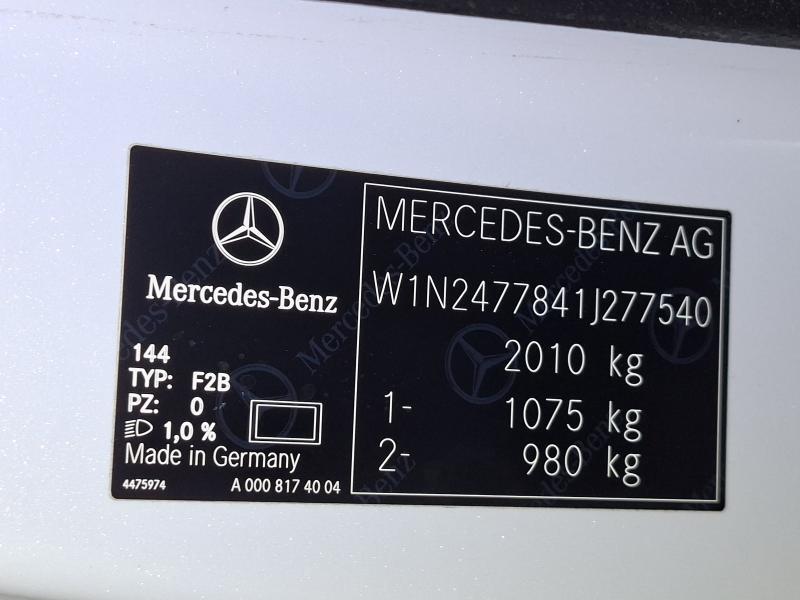 Mercedes-Benz
144
TYP: F2B
PZ: 0
1,0 %
Made in Germany
4475974 A 000 817 40 04
MERCEDES-BENZ AG
W1N2477841J277540
2010 kg
1- 1075 kg
2- 980 kg